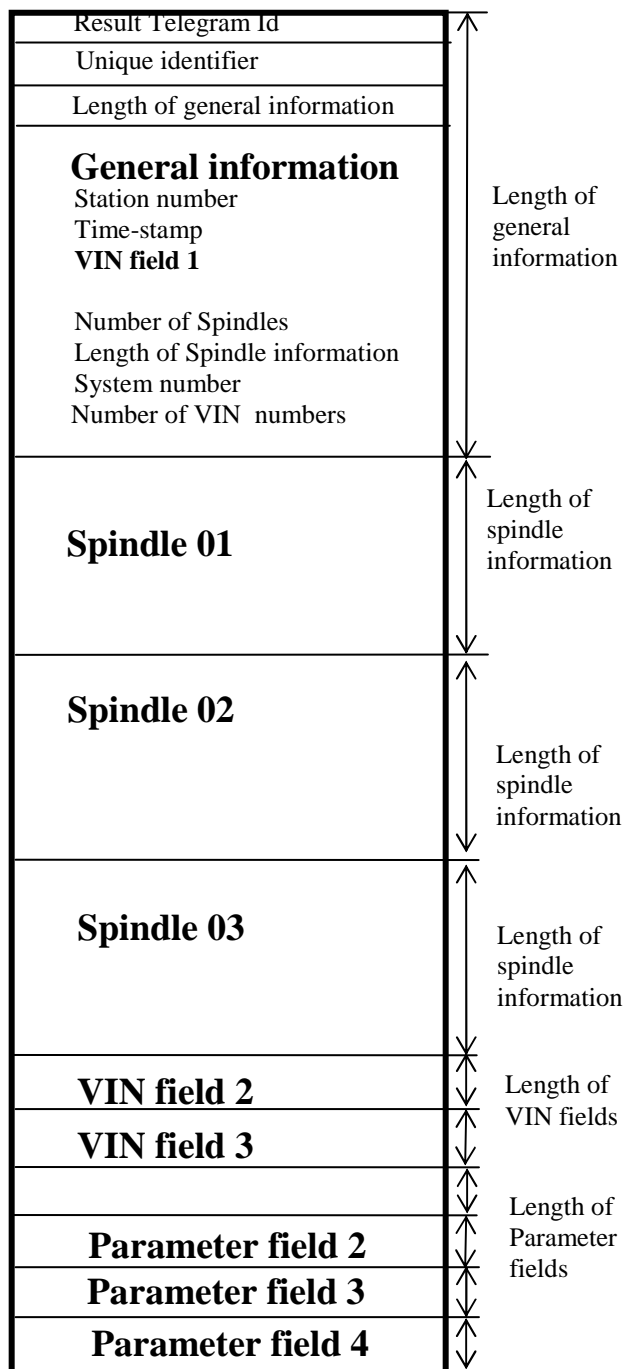 Result Telegram Id
Unique identifier
Length of general information
General information
Station number
Time-stamp
VIN field 1
Number of Spindles
Length of Spindle information
System number
Number of VIN numbers
Length of
general
information
Spindle 01
Length of
spindle
information
Spindle 02
Length of
spindle
information
Spindle 03
Length of
spindle
information
VIN field 2
VIN field 3
Length of
VIN fields
Parameter field 2
Parameter field 3
Parameter field 4
Length of
Parameter
fields